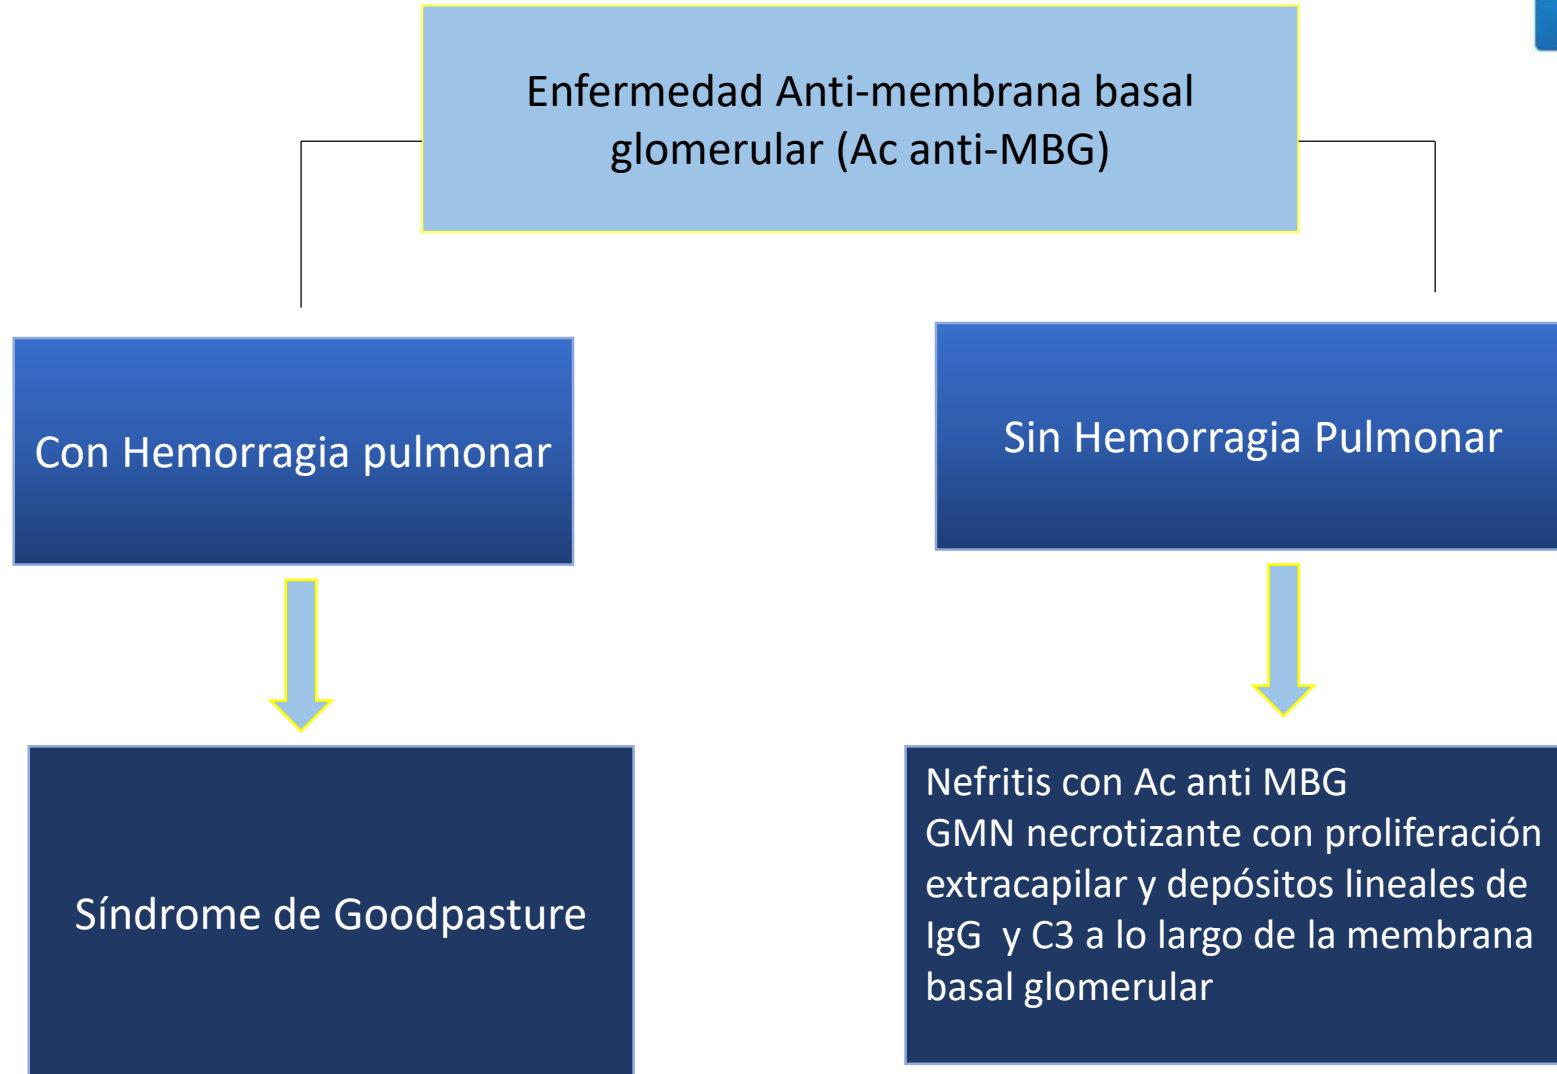 Enfermedad Anti-membrana basal
glomerular (Ac anti-MBG)
Con Hemorragia pulmonar
Sin Hemorragia Pulmonar
Síndrome de Goodpasture
Nefritis con Ac anti MBG
GMN necrotizante con proliferación
extracapilar y depósitos lineales de
IgG  y C3 a lo largo de la membrana
basal glomerular